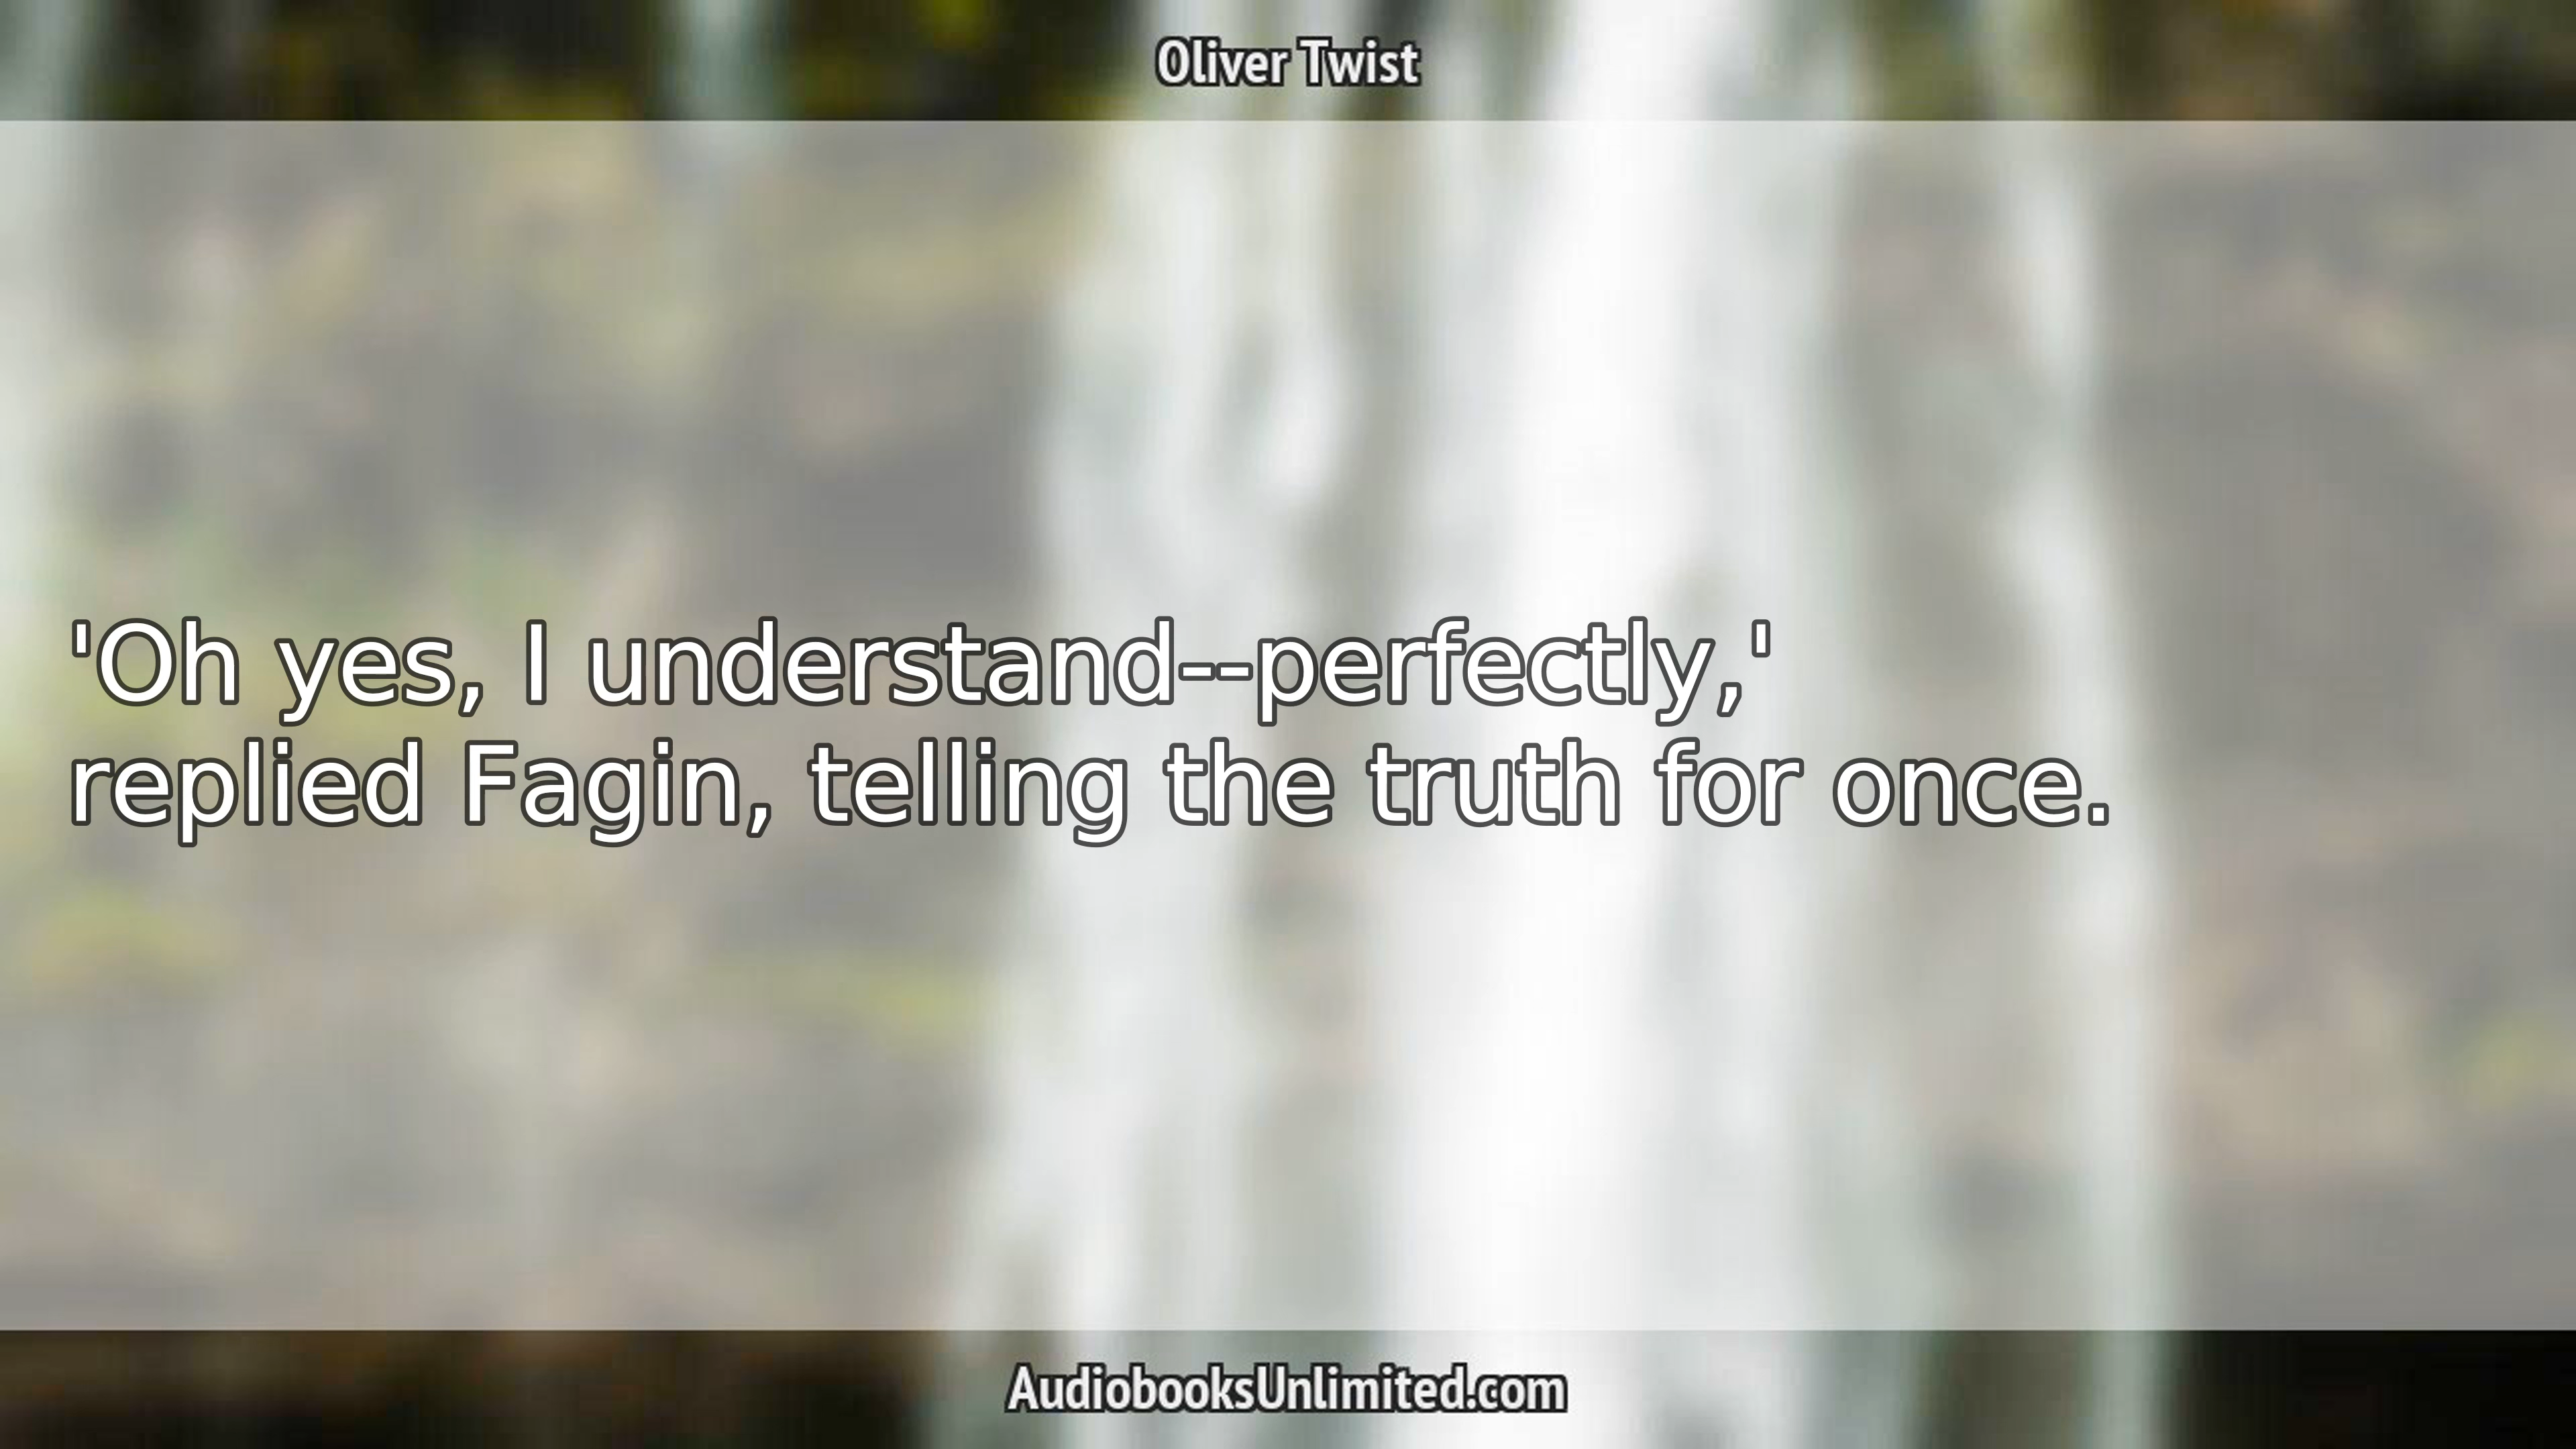 Oliver Twist
'Oh yes, I understand--perfectly,'
replied Fagin, telling the truth for once.
AudiobooksUnlimited.com